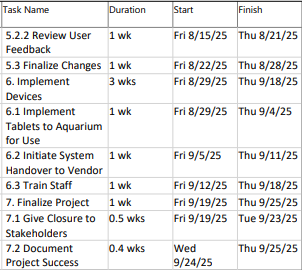 Task Name Duration Start Finish
5.2.2 Review User 1 wk Fri 8/15/25 Thu 8/21/25
Feedback
5.3 Finalize Changes 1 wk Fri 8/22/25 Thu 8/28/25
6. Implement 3 wks Fri 8/29/25 Thu 9/18/25
Devices
6.1 Implement 1 wk Fri 8/29/25 Thu 9/4/25
Tablets to Aquarium
for Use
6.2 Initiate System 1 wk Fri 9/5/25 Thu 9/11/25
Handover to Vendor
6.3 Train Staff 1 wk Fri 9/12/25 Thu 9/18/25
7. Finalize Project 1 wk Fri 9/19/25 Thu 9/25/25
7.1 Give Closure to 0.5 wks Fri 9/19/25 Tue 9/23/25
Stakeholders
7.2 Document 0.4 wks Wed Thu 9/25/25
Project Success 9/24/25